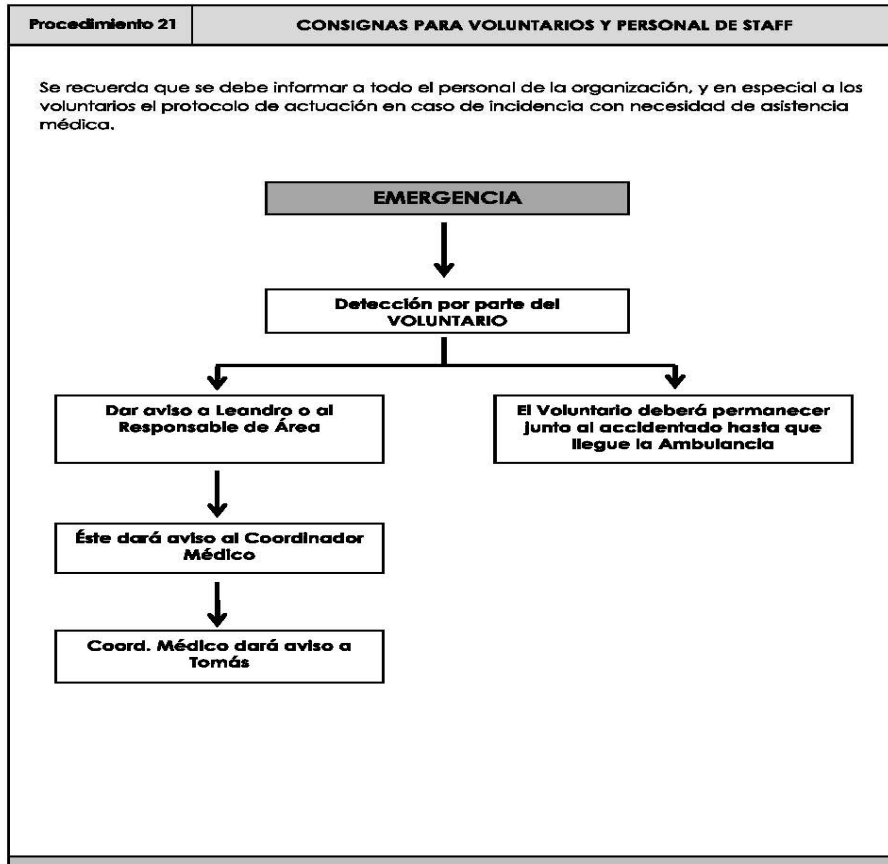 Procedimiento 21
CONSIGNAS PARA VOLUNTARIOS Y PERSONAL DE STAFF
Se recuerda que se debe informar a todo el personal de la organización, y en especial a los
voluntarios el protocolo de actuación en caso de incidencia con necesidad de asistencia
médica.
EMERGENCIA
Detección por parte del
VOLUNTARIO
Dar aviso a Leandro o al
Responsable de Área
El Voluntario deberá permanecer
junto al accidentado hasta que
llegue la Ambulancia
Éste dará aviso al Coordinador
Médico
Coord. Médico dará aviso a
Tomás